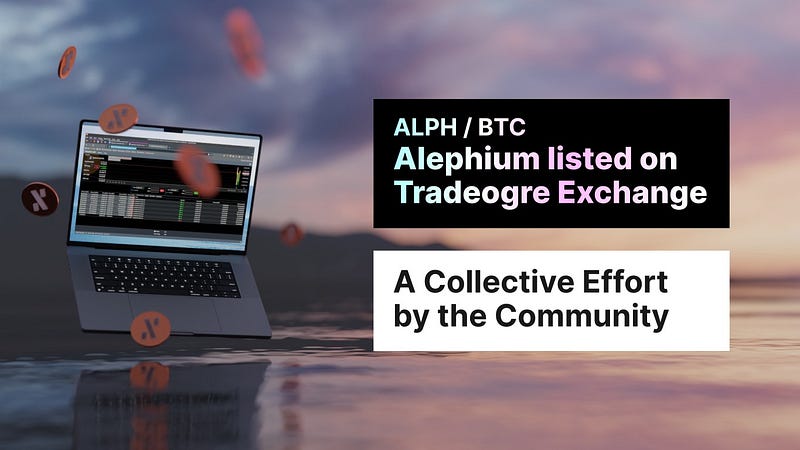 ALPH / BTC
Alephium listed on
Tradeogre Exchange
A Collective Effort
by the Community